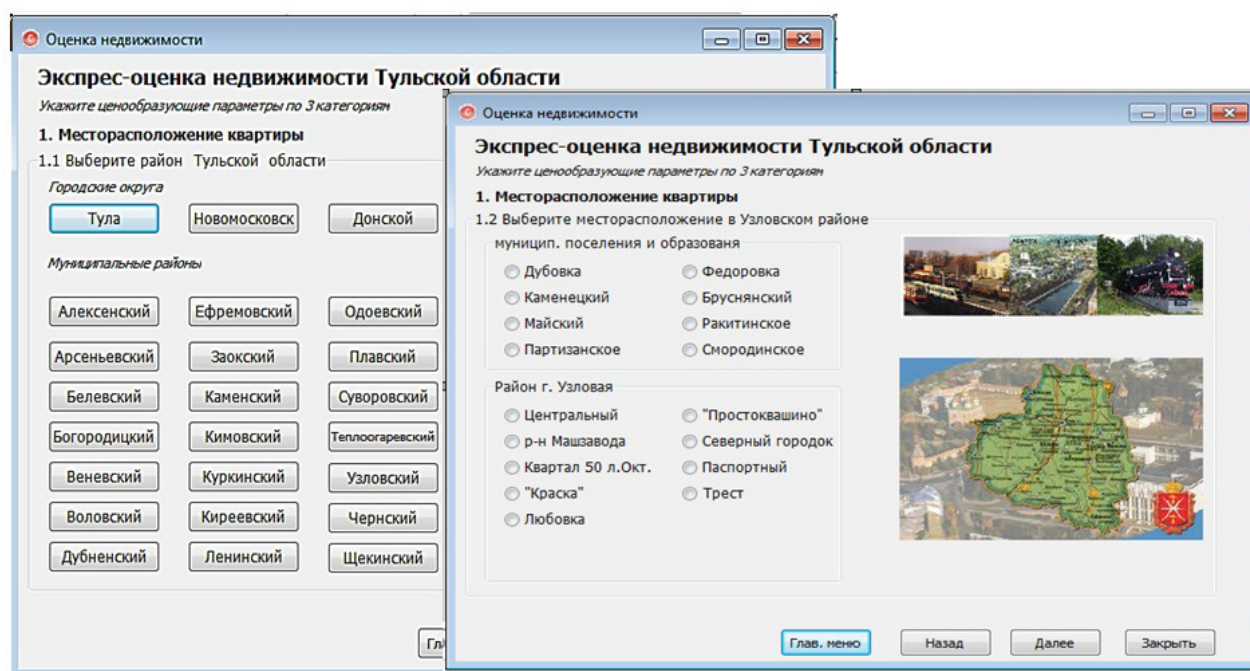 Оценка недвижимости
Экспрес-оценка недвижимости Тульской области
Укажите ценообразующие параметры по 3 категориям
1. Месторасположение квартиры
1.1 Выберите район Тульской области
Городские округа
Тула Новомосковск Донской
Муниципальные районы
Алексенский Ефремовский Одоевский
Арсеньевский Заокский Плавский
Белевский Каменский Суворовский
Богородицкий Кимовский Теплоогаревский
Веневский Куркинский Узловский
Воловский Киреевский Чернский
Дубненский Ленинский Щекинский
Оценка недвижимости
Экспрес-оценка недвижимости Тульской области
Укажите ценообразующие параметры по 3 категориям
1. Месторасположение квартиры
1.2 Выберите месторасположение в Узловском районе
муницип. поселения и образованя
Дубовка Федоровка
Каменецкий Бруснянский
Майский Ракитинское
Партизанское Смородинское
Район г. Узловая
Центральный "Простоквашино"
р-н Машзавода Северный городок
Квартал 50 л.Окт. Паспортный
"Краска" Трест
Любовка
Глав. меню Назад Далее Закрыть